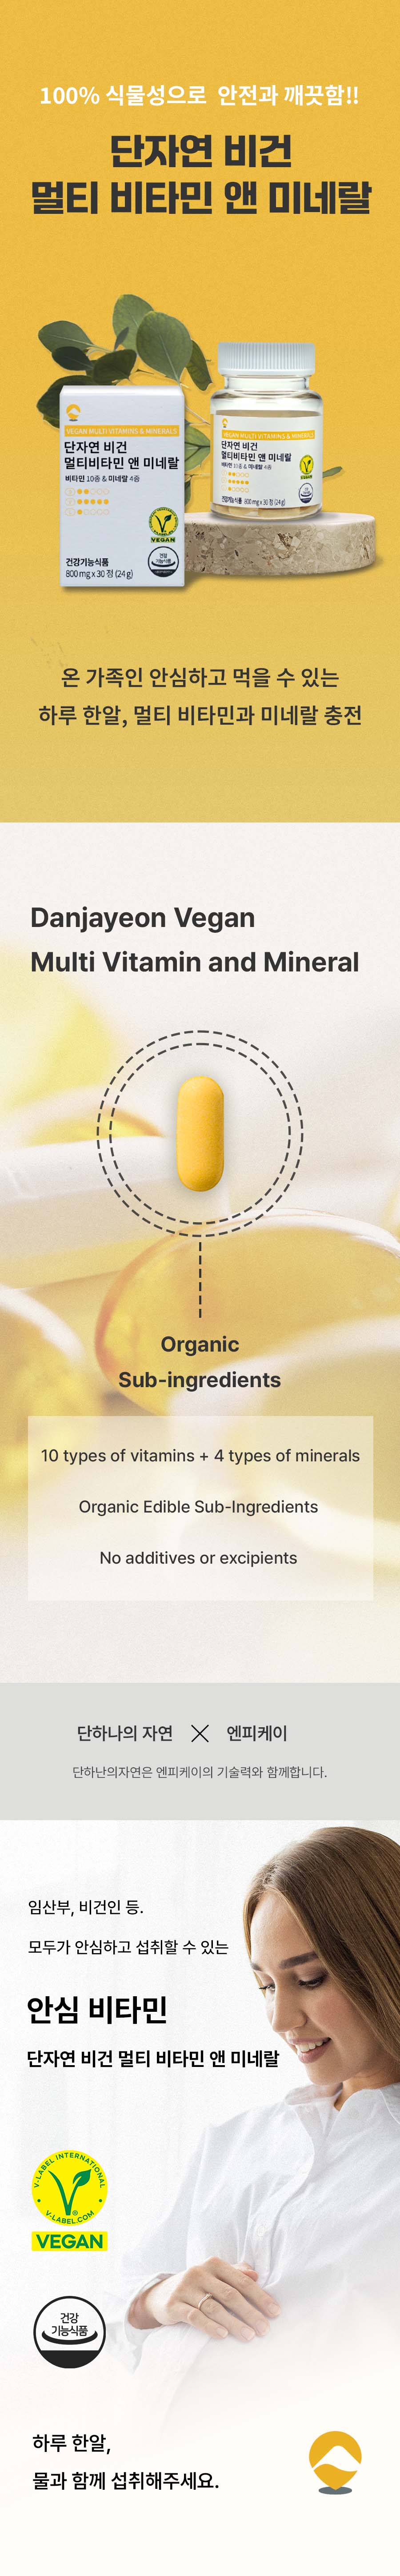 100% 식물성으로 안전과 깨끗함!!
단자연 비건
멀티 비타민 앤 미네랄
VEGAN MULTI VITAMINS & MINERALS
단자연 비건
멀티비타민 앤 미네랄
비타민 10종 & 미네랄 4종
VEGAN
건강기능식품
800 mg x 30 정 (24 g)
건강
기능식품
VEGAN MULTI VITAMINS & MINERALS
단자연 비건
멀티비타민 앤 미네랄
비타민 10종 & 미네랄 4종
건강기능식품 800 mg x 30 정 (24 g)
온 가족인 안심하고 먹을 수 있는
하루 한알, 멀티 비타민과 미네랄 충전
Danjayeon Vegan
Multi Vitamin and Mineral
Organic
Sub-ingredients
10 types of vitamins + 4 types of minerals
Organic Edible Sub-Ingredients
No additives or excipients
단하나의 자연 X 엔피케이
단하난의자연은 엔피케이의 기술력와 함께합니다.
임산부, 비건인 등.
모두가 안심하고 섭취할 수 있는
안심 비타민
단자연 비건 멀티 비타민 앤 미네랄
V-LABEL INTERNATIONAL
V-LABEL.COM
VEGAN
건강
기능식품
하루 한알,
물과 함께 섭취해주세요.